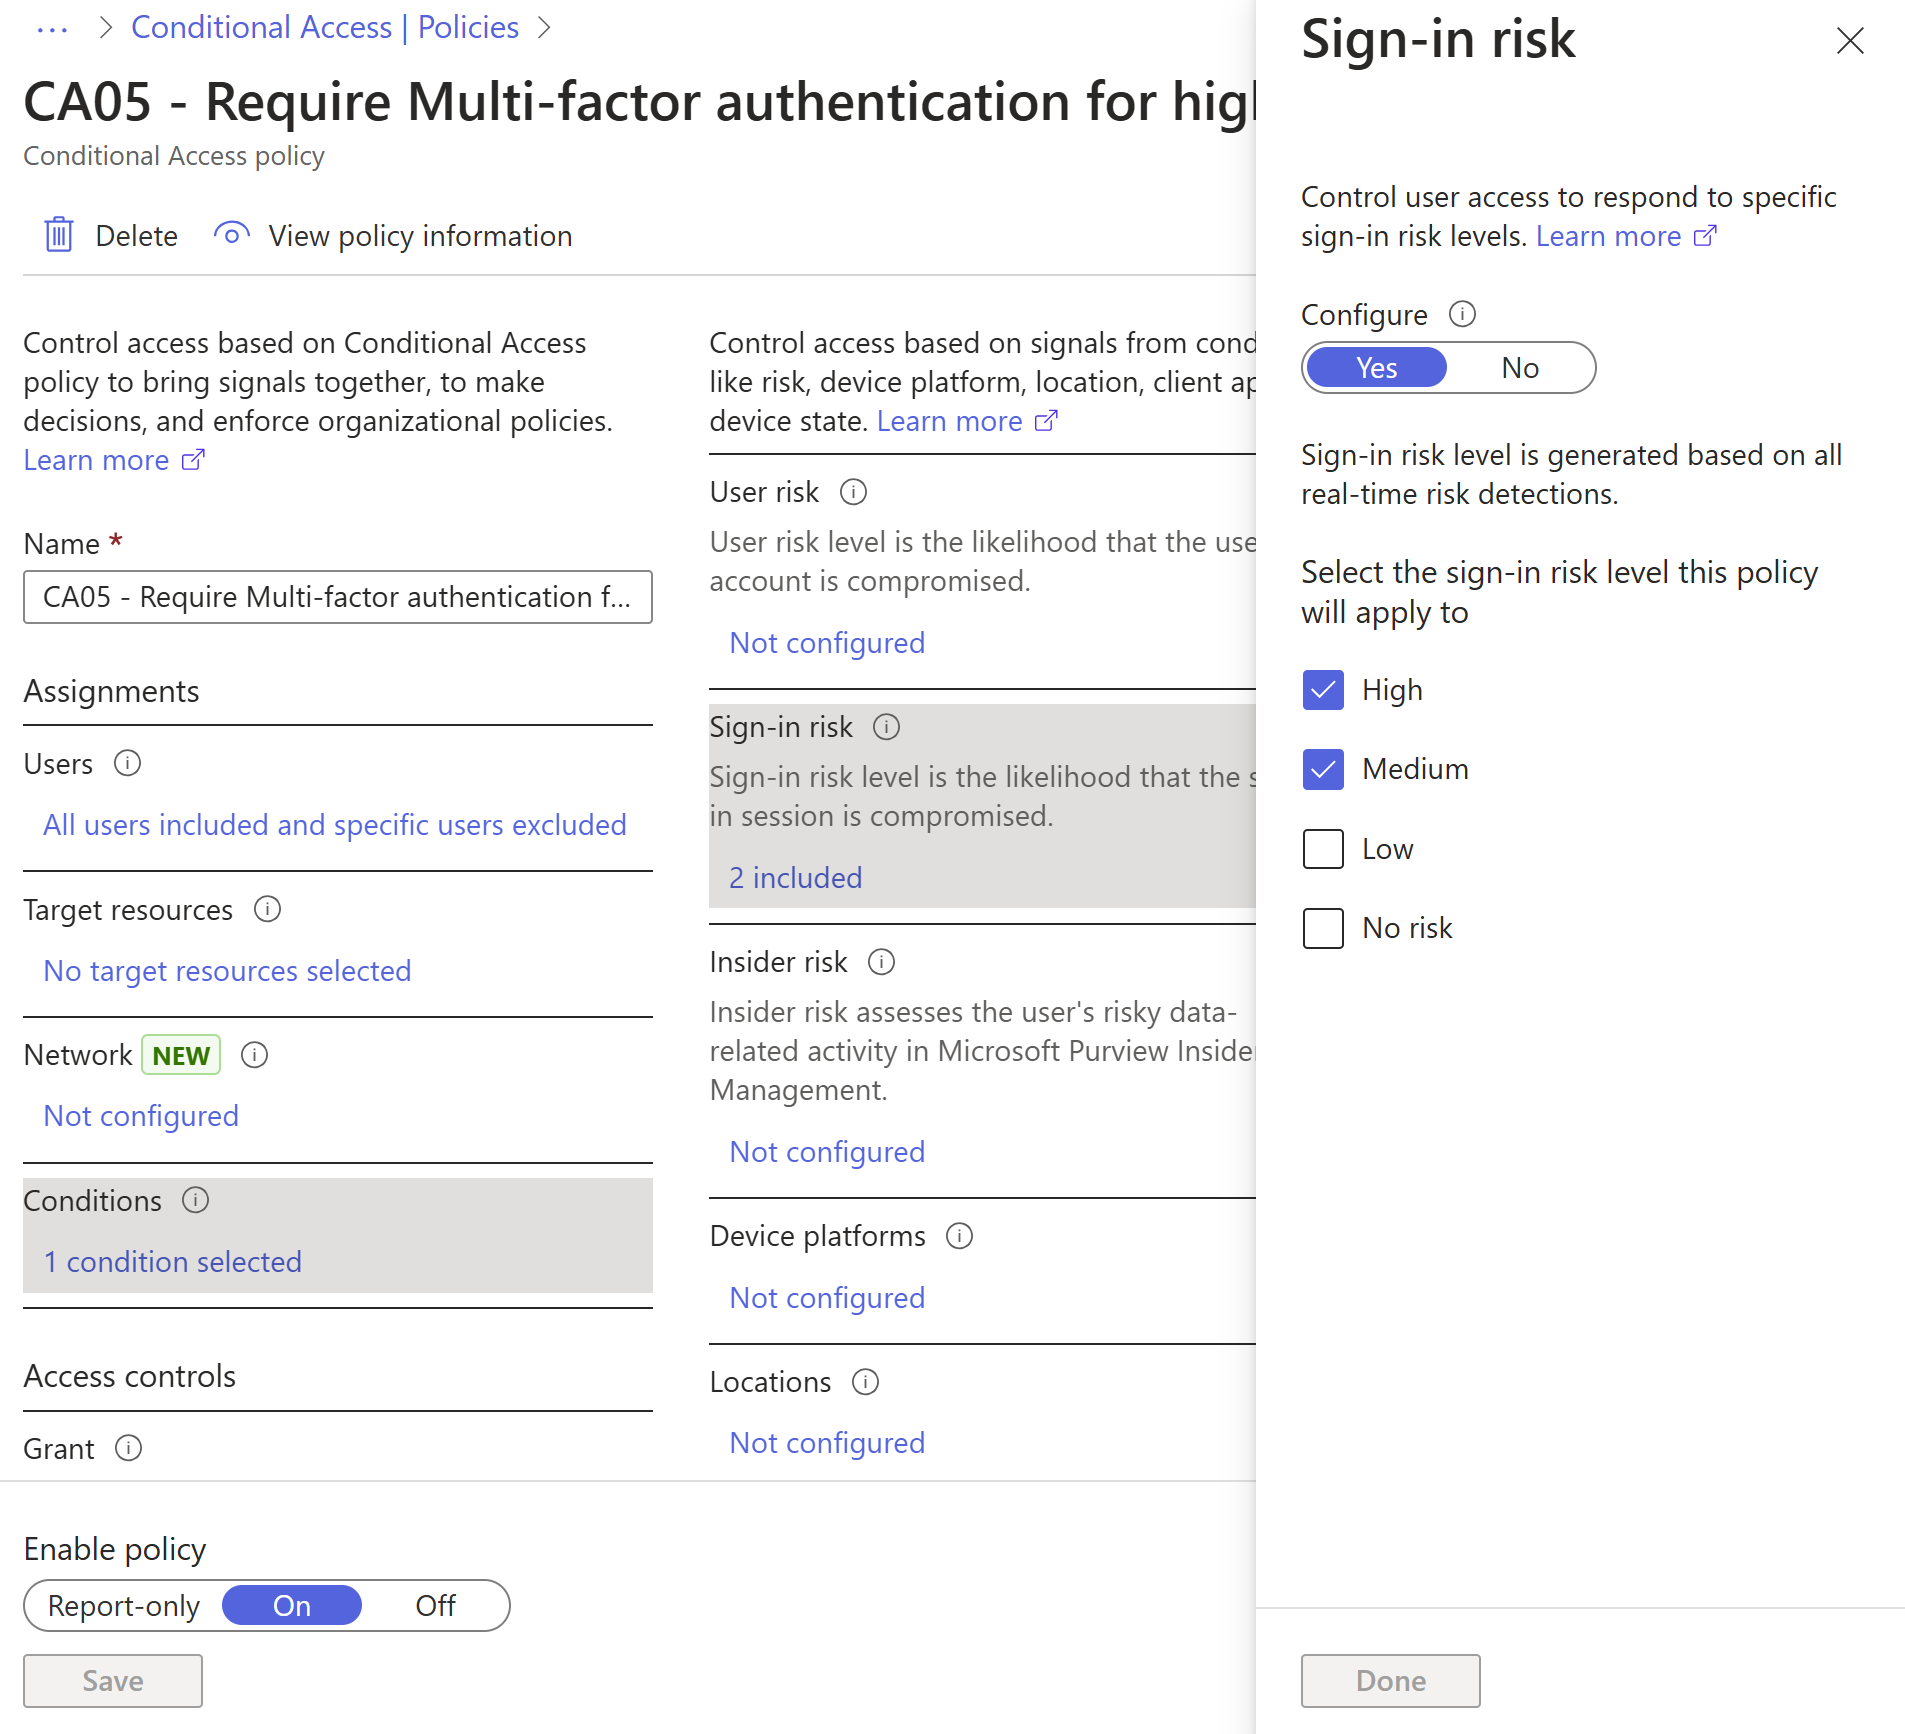 Conditional Access | Policies
CA05 - Require Multi-factor authentication for high
Conditional Access policy
Delete
View policy information
Control access based on Conditional Access
policy to bring signals together, to make
decisions, and enforce organizational policies.
Learn more
Name *
CA05 - Require Multi-factor authentication f...
Assignments
Users
All users included and specific users excluded
Target resources
No target resources selected
Network NEW
Not configured
Conditions
1 condition selected
Access controls
Grant
Enable policy
Report-only On Off
Save
Control access based on signals from cond
like risk, device platform, location, client ap
device state. Learn more
User risk
User risk level is the likelihood that the use
account is compromised.
Not configured
Sign-in risk
Sign-in risk level is the likelihood that the s
in session is compromised.
2 included
Insider risk
Insider risk assesses the user's risky data-
related activity in Microsoft Purview Inside
Management.
Not configured
Device platforms
Not configured
Locations
Not configured
Sign-in risk
Control user access to respond to specific
sign-in risk levels. Learn more
Configure
Yes No
Sign-in risk level is generated based on all
real-time risk detections.
Select the sign-in risk level this policy
will apply to
High
Medium
Low
No risk
Done